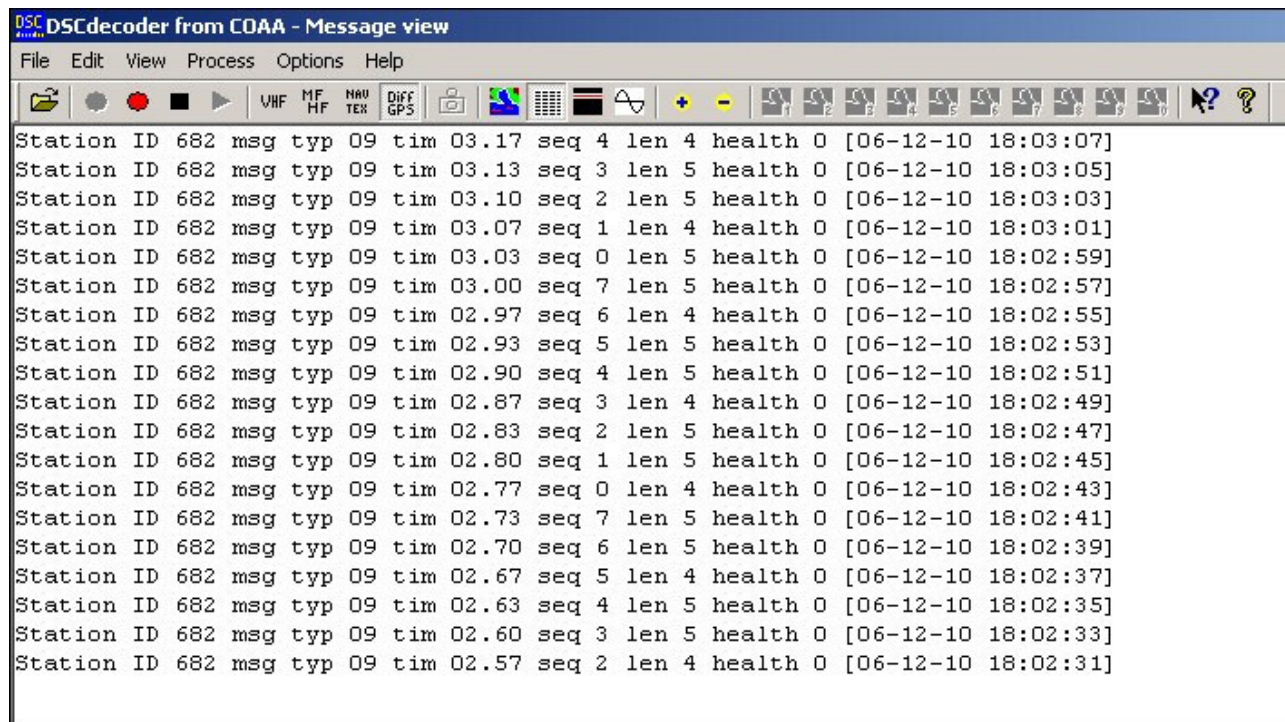 DSC DSCdecoder from COAA - Message view
File Edit View Process Options Help
VHF MF HF NAV TEX Diff GPS 1 2 3 4 5 6 7 8 9 0 ? ?
Station ID 682 msg typ 09 tim 03.17 seq 4 len 4 health 0 [06-12-10 18:03:07]
Station ID 682 msg typ 09 tim 03.13 seq 3 len 5 health 0 [06-12-10 18:03:05]
Station ID 682 msg typ 09 tim 03.10 seq 2 len 5 health 0 [06-12-10 18:03:03]
Station ID 682 msg typ 09 tim 03.07 seq 1 len 4 health 0 [06-12-10 18:03:01]
Station ID 682 msg typ 09 tim 03.03 seq 0 len 5 health 0 [06-12-10 18:02:59]
Station ID 682 msg typ 09 tim 03.00 seq 7 len 5 health 0 [06-12-10 18:02:57]
Station ID 682 msg typ 09 tim 02.97 seq 6 len 4 health 0 [06-12-10 18:02:55]
Station ID 682 msg typ 09 tim 02.93 seq 5 len 5 health 0 [06-12-10 18:02:53]
Station ID 682 msg typ 09 tim 02.90 seq 4 len 5 health 0 [06-12-10 18:02:51]
Station ID 682 msg typ 09 tim 02.87 seq 3 len 4 health 0 [06-12-10 18:02:49]
Station ID 682 msg typ 09 tim 02.83 seq 2 len 5 health 0 [06-12-10 18:02:47]
Station ID 682 msg typ 09 tim 02.80 seq 1 len 5 health 0 [06-12-10 18:02:45]
Station ID 682 msg typ 09 tim 02.77 seq 0 len 4 health 0 [06-12-10 18:02:43]
Station ID 682 msg typ 09 tim 02.73 seq 7 len 5 health 0 [06-12-10 18:02:41]
Station ID 682 msg typ 09 tim 02.70 seq 6 len 5 health 0 [06-12-10 18:02:39]
Station ID 682 msg typ 09 tim 02.67 seq 5 len 4 health 0 [06-12-10 18:02:37]
Station ID 682 msg typ 09 tim 02.63 seq 4 len 5 health 0 [06-12-10 18:02:35]
Station ID 682 msg typ 09 tim 02.60 seq 3 len 5 health 0 [06-12-10 18:02:33]
Station ID 682 msg typ 09 tim 02.57 seq 2 len 4 health 0 [06-12-10 18:02:31]